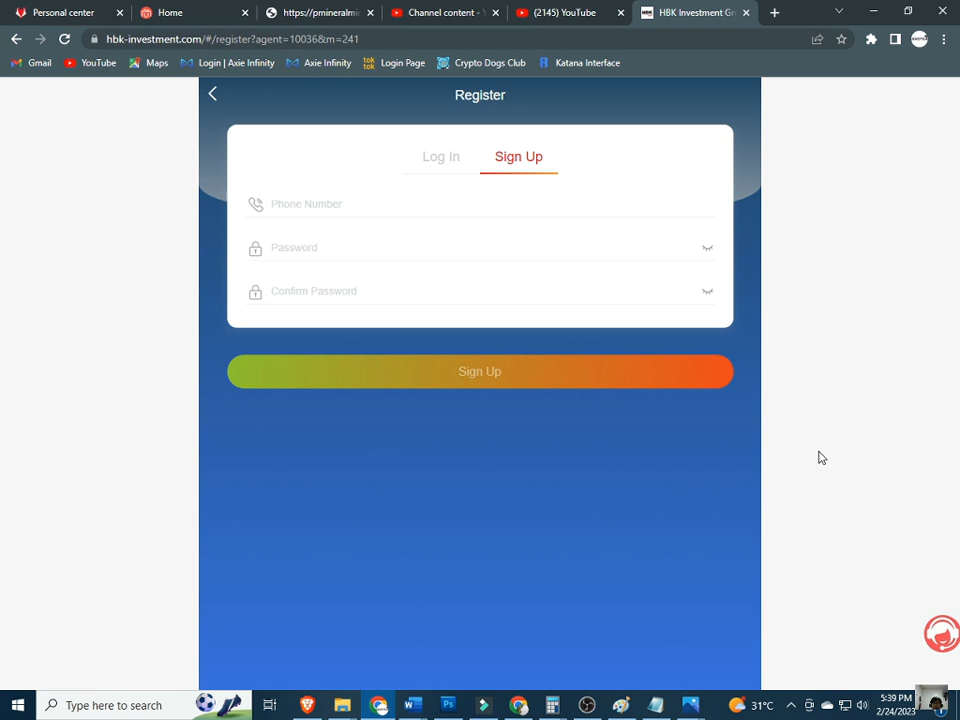 Personal center
Home
https://pmineralmi
Channel content - Y
(2145) YouTube
HBK Investment Gr
hbk-investment.com/#/register?agent=10036&m=241
Gmail
YouTube
Maps
Login | Axie Infinity
Axie Infinity
Login Page
Crypto Dogs Club
Katana Interface
Register
Log In
Sign Up
Phone Number
Password
Confirm Password
Sign Up
Type here to search
31°C
5:39 PM
2/24/2023